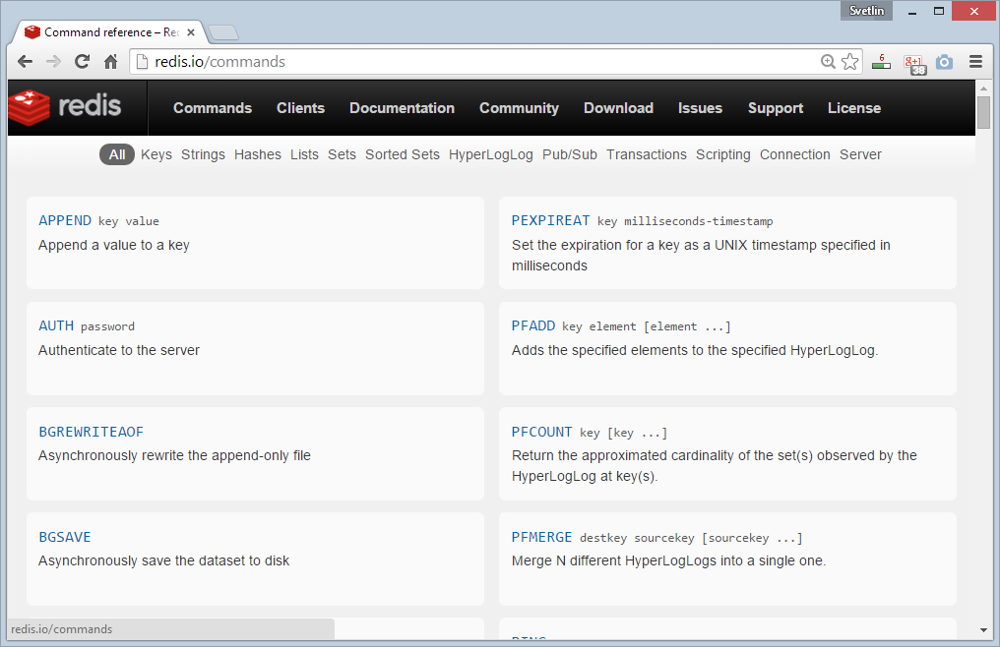 Svetlin
Command reference – Re
redis.io/commands
6
g+1
38
redis
Commands Clients Documentation Community Download Issues Support License
All Keys Strings Hashes Lists Sets Sorted Sets HyperLogLog Pub/Sub Transactions Scripting Connection Server
APPEND key value
Append a value to a key
PEXPIREAT key milliseconds-timestamp
Set the expiration for a key as a UNIX timestamp specified in
milliseconds
AUTH password
Authenticate to the server
PFADD key element [element ...]
Adds the specified elements to the specified HyperLogLog.
BGREWRITEAOF
Asynchronously rewrite the append-only file
PFCOUNT key [key ...]
Return the approximated cardinality of the set(s) observed by the
HyperLogLog at key(s).
BGSAVE
Asynchronously save the dataset to disk
PFMERGE destkey sourcekey [sourcekey ...]
Merge N different HyperLogLogs into a single one.
redis.io/commands